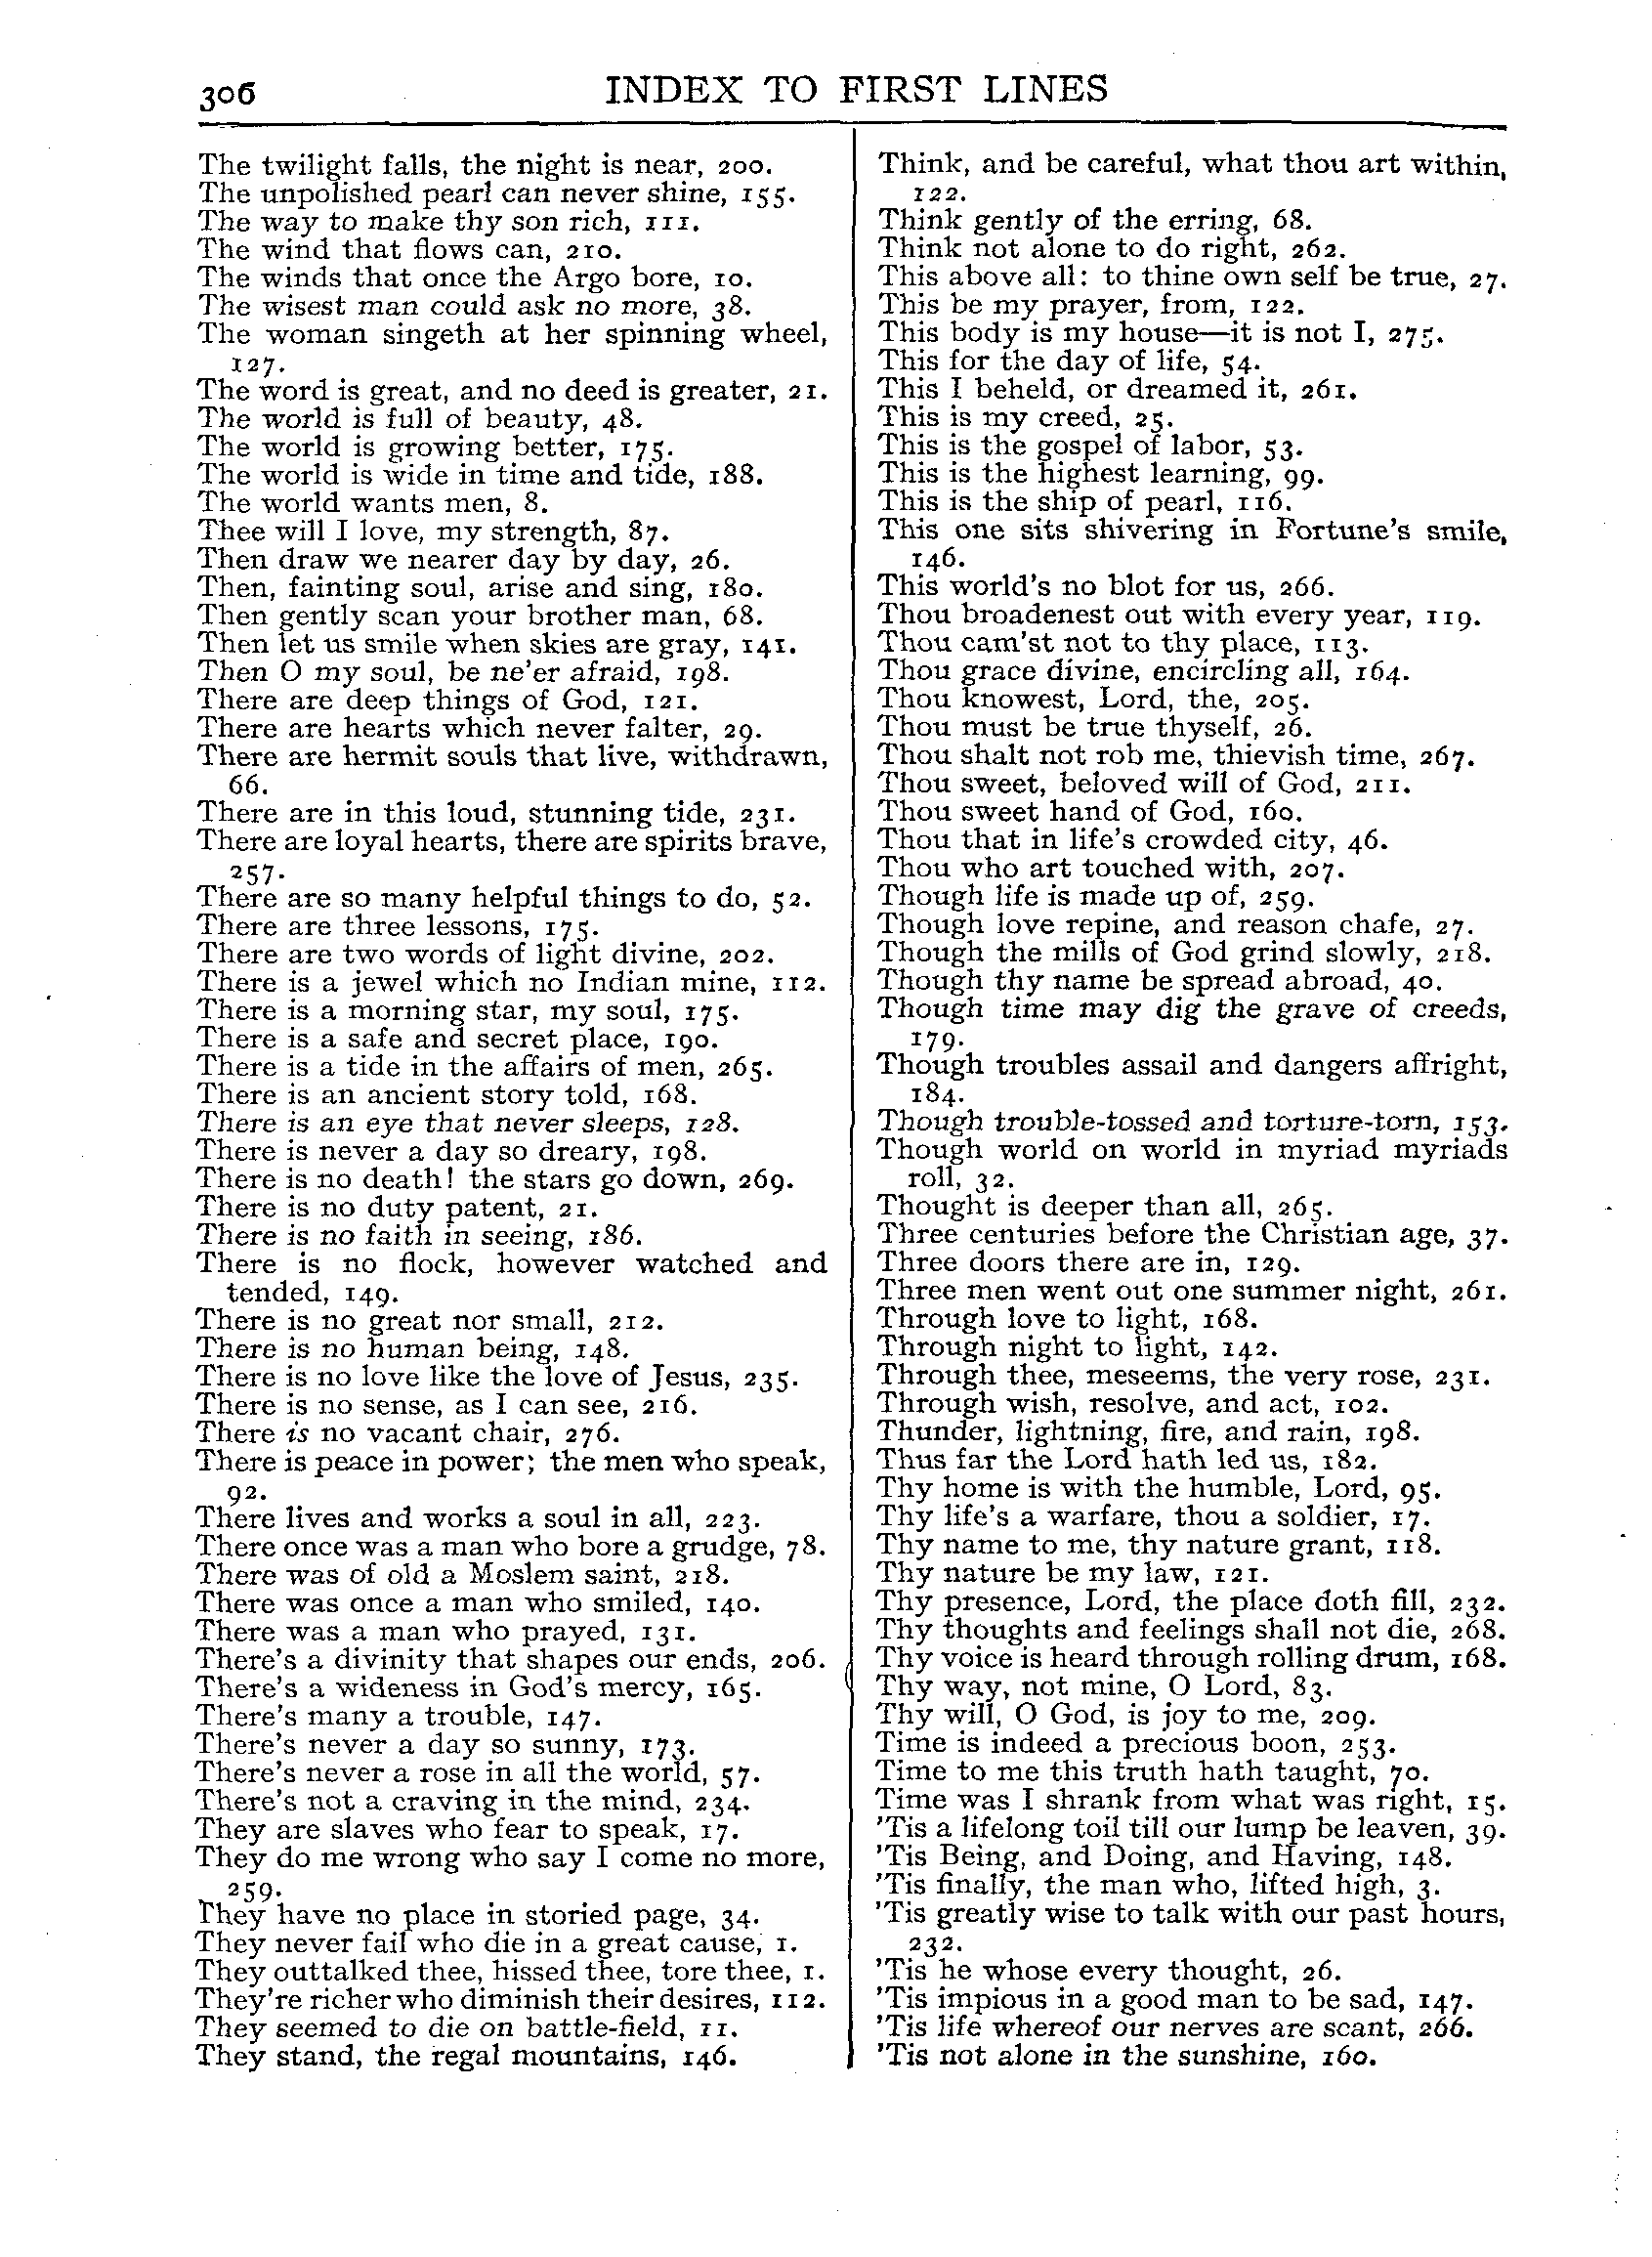 306
INDEX TO FIRST LINES
The twilight falls, the night is near, 200.
The unpolished pearl can never shine, 155.
The way to make thy son rich, 111.
The wind that flows can, 210.
The winds that once the Argo bore, 10.
The wisest man could ask no more, 38.
The woman singeth at her spinning wheel,
127.
The word is great, and no deed is greater, 21.
The world is full of beauty, 48.
The world is growing better, 175.
The world is wide in time and tide, 188.
The world wants men, 8.
Thee will I love, my strength, 87.
Then draw we nearer day by day, 26.
Then, fainting soul, arise and sing, 180.
Then gently scan your brother man, 68.
Then let us smile when skies are gray, 141.
Then O my soul, be ne'er afraid, 198.
There are deep things of God, 121.
There are hearts which never falter, 29.
There are hermit souls that live, withdrawn,
66.
There are in this loud, stunning tide, 231.
There are loyal hearts, there are spirits brave,
257.
There are so many helpful things to do, 52.
There are three lessons, 175.
There are two words of light divine, 202.
There is a jewel which no Indian mine, 112.
There is a morning star, my soul, 175.
There is a safe and secret place, 190.
There is a tide in the affairs of men, 265.
There is an ancient story told, 168.
There is an eye that never sleeps, 128.
There is never a day so dreary, 198.
There is no death! the stars go down, 269.
There is no duty patent, 21.
There is no faith in seeing, 186.
There is no flock, however watched and
tended, 149.
There is no great nor small, 212.
There is no human being, 148.
There is no love like the love of Jesus, 235.
There is no sense, as I can see, 216.
There is no vacant chair, 276.
There is peace in power; the men who speak,
92.
There lives and works a soul in all, 223.
There once was a man who bore a grudge, 78.
There was of old a Moslem saint, 218.
There was once a man who smiled, 140.
There was a man who prayed, 131.
There's a divinity that shapes our ends, 206.
There's a wideness in God's mercy, 165.
There's many a trouble, 147.
There's never a day so sunny, 173.
There's never a rose in all the world, 57.
There's not a craving in the mind, 234.
They are slaves who fear to speak, 17.
They do me wrong who say I come no more,
259.
They have no place in storied page, 34.
They never fail who die in a great cause, 1.
They outtalked thee, hissed thee, tore thee, 1.
They're richer who diminish their desires, 112.
They seemed to die on battle-field, 11.
They stand, the regal mountains, 146.
Think, and be careful, what thou art within,
122.
Think gently of the erring, 68.
Think not alone to do right, 262.
This above all: to thine own self be true, 27.
This be my prayer, from, 122.
This body is my house—it is not I, 275.
This for the day of life, 54.
This I beheld, or dreamed it, 261.
This is my creed, 25.
This is the gospel of labor, 53.
This is the highest learning, 99.
This is the ship of pearl, 116.
This one sits shivering in Fortune's smile,
146.
This world's no blot for us, 266.
Thou broadenest out with every year, 119.
Thou cam'st not to thy place, 113.
Thou grace divine, encircling all, 164.
Thou knowest, Lord, the, 205.
Thou must be true thyself, 26.
Thou shalt not rob me, thievish time, 267.
Thou sweet, beloved will of God, 211.
Thou sweet hand of God, 160.
Thou that in life's crowded city, 46.
Thou who art touched with, 207.
Though life is made up of, 259.
Though love repine, and reason chafe, 27.
Though the mills of God grind slowly, 218.
Though thy name be spread abroad, 40.
Though time may dig the grave of creeds,
179.
Though troubles assail and dangers affright,
184.
Though trouble-tossed and torture-torn, 153.
Though world on world in myriad myriads
roll, 32.
Thought is deeper than all, 265.
Three centuries before the Christian age, 37.
Three doors there are in, 129.
Three men went out one summer night, 261.
Through love to light, 168.
Through night to light, 142.
Through thee, meseems, the very rose, 231.
Through wish, resolve, and act, 102.
Thunder, lightning, fire, and rain, 198.
Thus far the Lord hath led us, 182.
Thy home is with the humble, Lord, 95.
Thy life's a warfare, thou a soldier, 17.
Thy name to me, thy nature grant, 118.
Thy nature be my law, 121.
Thy presence, Lord, the place doth fill, 232.
Thy thoughts and feelings shall not die, 268.
Thy voice is heard through rolling drum, 168.
Thy way, not mine, O Lord, 83.
Thy will, O God, is joy to me, 209.
Time is indeed a precious boon, 253.
Time to me this truth hath taught, 70.
Time was I shrank from what was right, 15.
'Tis a lifelong toil till our lump be leaven, 39.
'Tis Being, and Doing, and Having, 148.
'Tis finally, the man who, lifted high, 3.
'Tis greatly wise to talk with our past hours,
232.
'Tis he whose every thought, 26.
'Tis impious in a good man to be sad, 147.
'Tis life whereof our nerves are scant, 266.
'Tis not alone in the sunshine, 160.